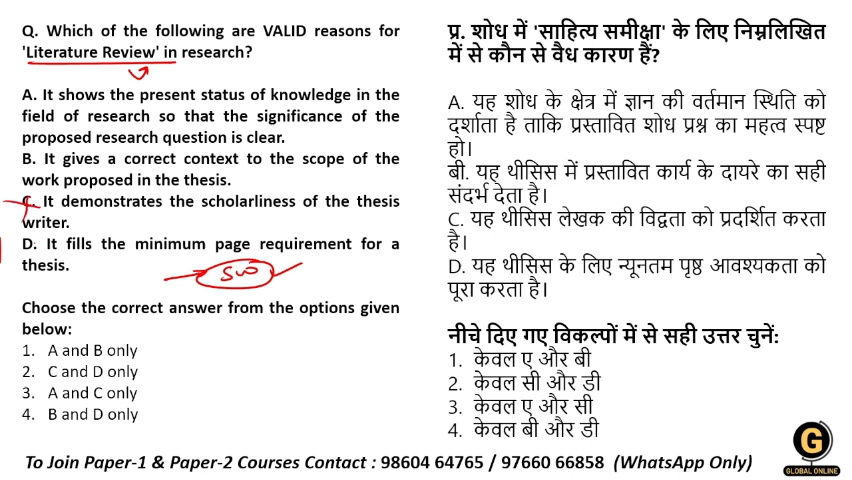 Q. Which of the following are VALID reasons for
'Literature Review' in research?
A. It shows the present status of knowledge in the
field of research so that the significance of the
proposed research question is clear.
B. It gives a correct context to the scope of the
work proposed in the thesis.
C. It demonstrates the scholarliness of the thesis
writer.
D. It fills the minimum page requirement for a
thesis.
Choose the correct answer from the options given
below:
1. A and B only
2. C and D only
3. A and C only
4. B and D only
प्र. शोध में 'साहित्य समीक्षा' के लिए निम्नलिखित
में से कौन से वैध कारण हैं?
A. यह शोध के क्षेत्र में ज्ञान की वर्तमान स्थिति को
दर्शाता है ताकि प्रस्तावित शोध प्रश्न का महत्व स्पष्ट
हो।
बी. यह थीसिस में प्रस्तावित कार्य के दायरे का सही
संदर्भ देता है।
C. यह थीसिस लेखक की विद्वता को प्रदर्शित करता
है।
D. यह थीसिस के लिए न्यूनतम पृष्ठ आवश्यकता को
पूरा करता है।
नीचे दिए गए विकल्पों में से सही उत्तर चुनें:
1. केवल ए और बी
2. केवल सी और डी
3. केवल ए और सी
4. केवल बी और डी
G
GLOBAL ONLINE
To Join Paper-1 & Paper-2 Courses Contact : 98604 64765 / 97660 66858 (WhatsApp Only)